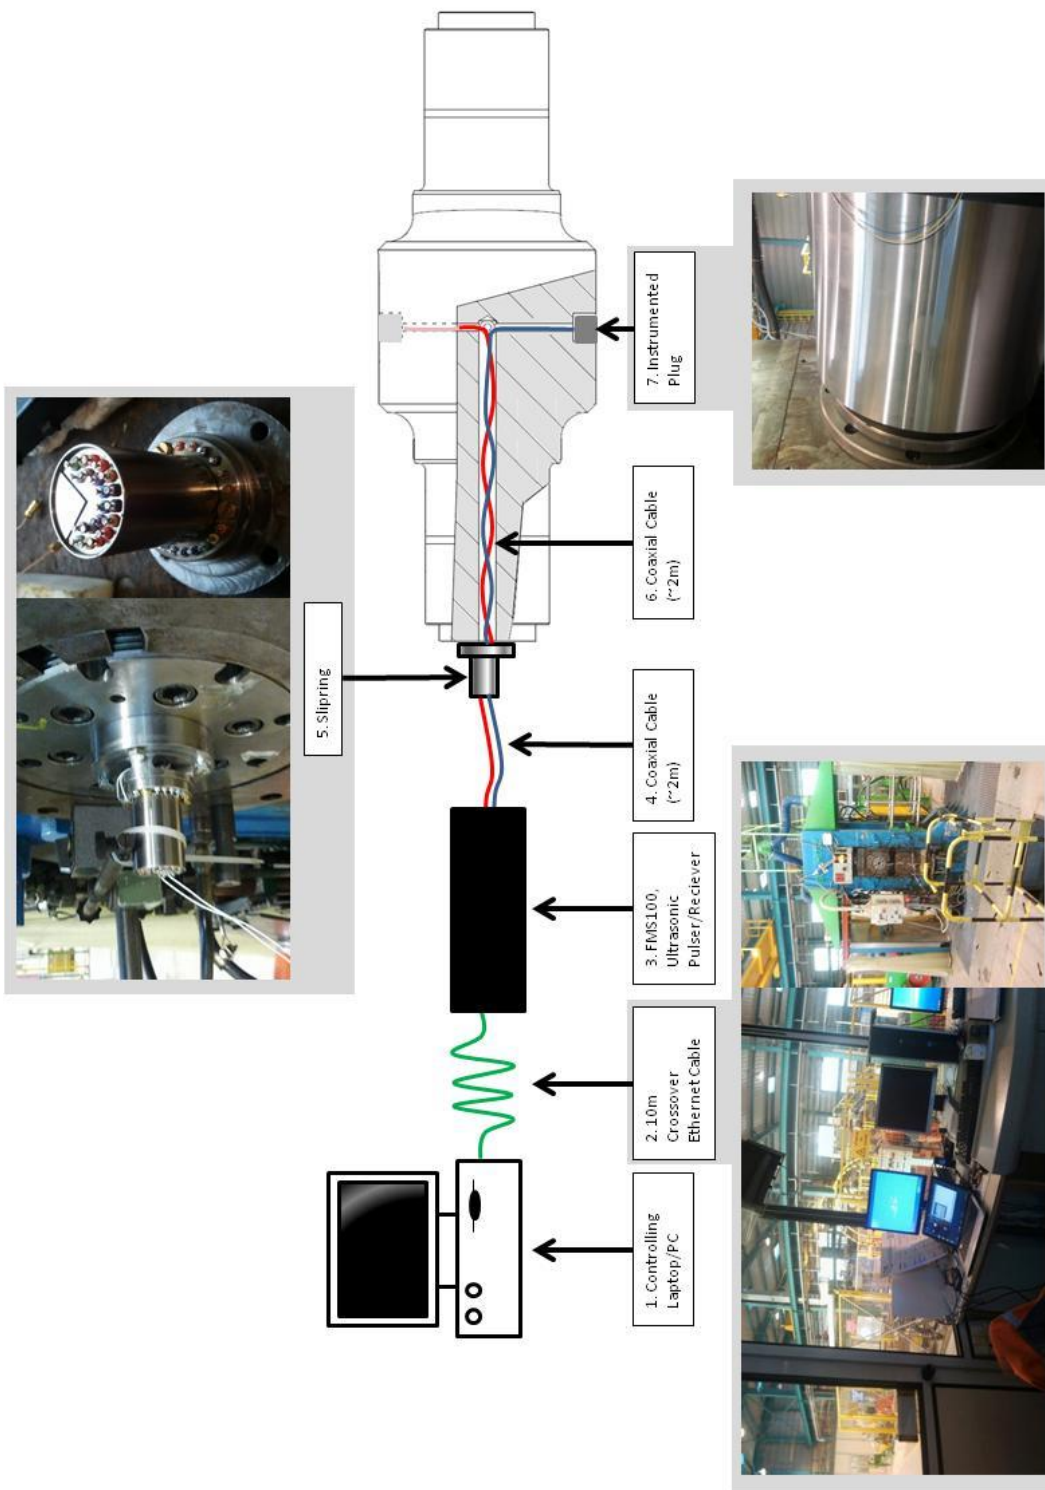 1. Controlling
Laptop/PC
2. 10m
Crossover
Ethernet Cable
3. FMS100,
Ultrasonic
Pulser/Reciever
4. Coaxial Cable
(~2m)
5. Slipring
6. Coaxial Cable
(~2m)
7. Instrumented
Plug